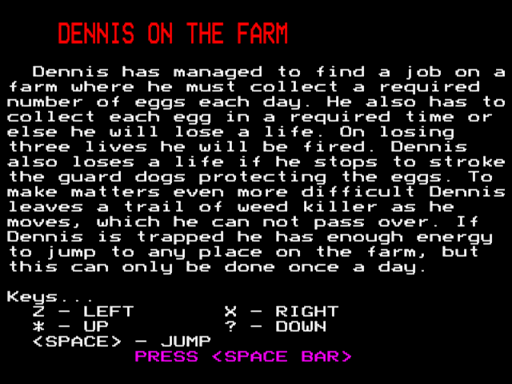 DENNIS ON THE FARM
Dennis has managed to find a job on a
farm where he must collect a required
number of eggs each day. He also has to
collect each egg in a required time or
else he will lose a life. On losing
three lives he will be fired. Dennis
also loses a life if he stops to stroke
the guard dogs protecting the eggs. To
make matters even more difficult Dennis
leaves a trail of weed killer as he
moves, which he can not pass over. If
Dennis is trapped he has enough energy
to jump to any place on the farm, but
this can only be done once a day.
Keys...
Z - LEFT X - RIGHT
* - UP ? - DOWN
<SPACE> - JUMP
PRESS <SPACE BAR>